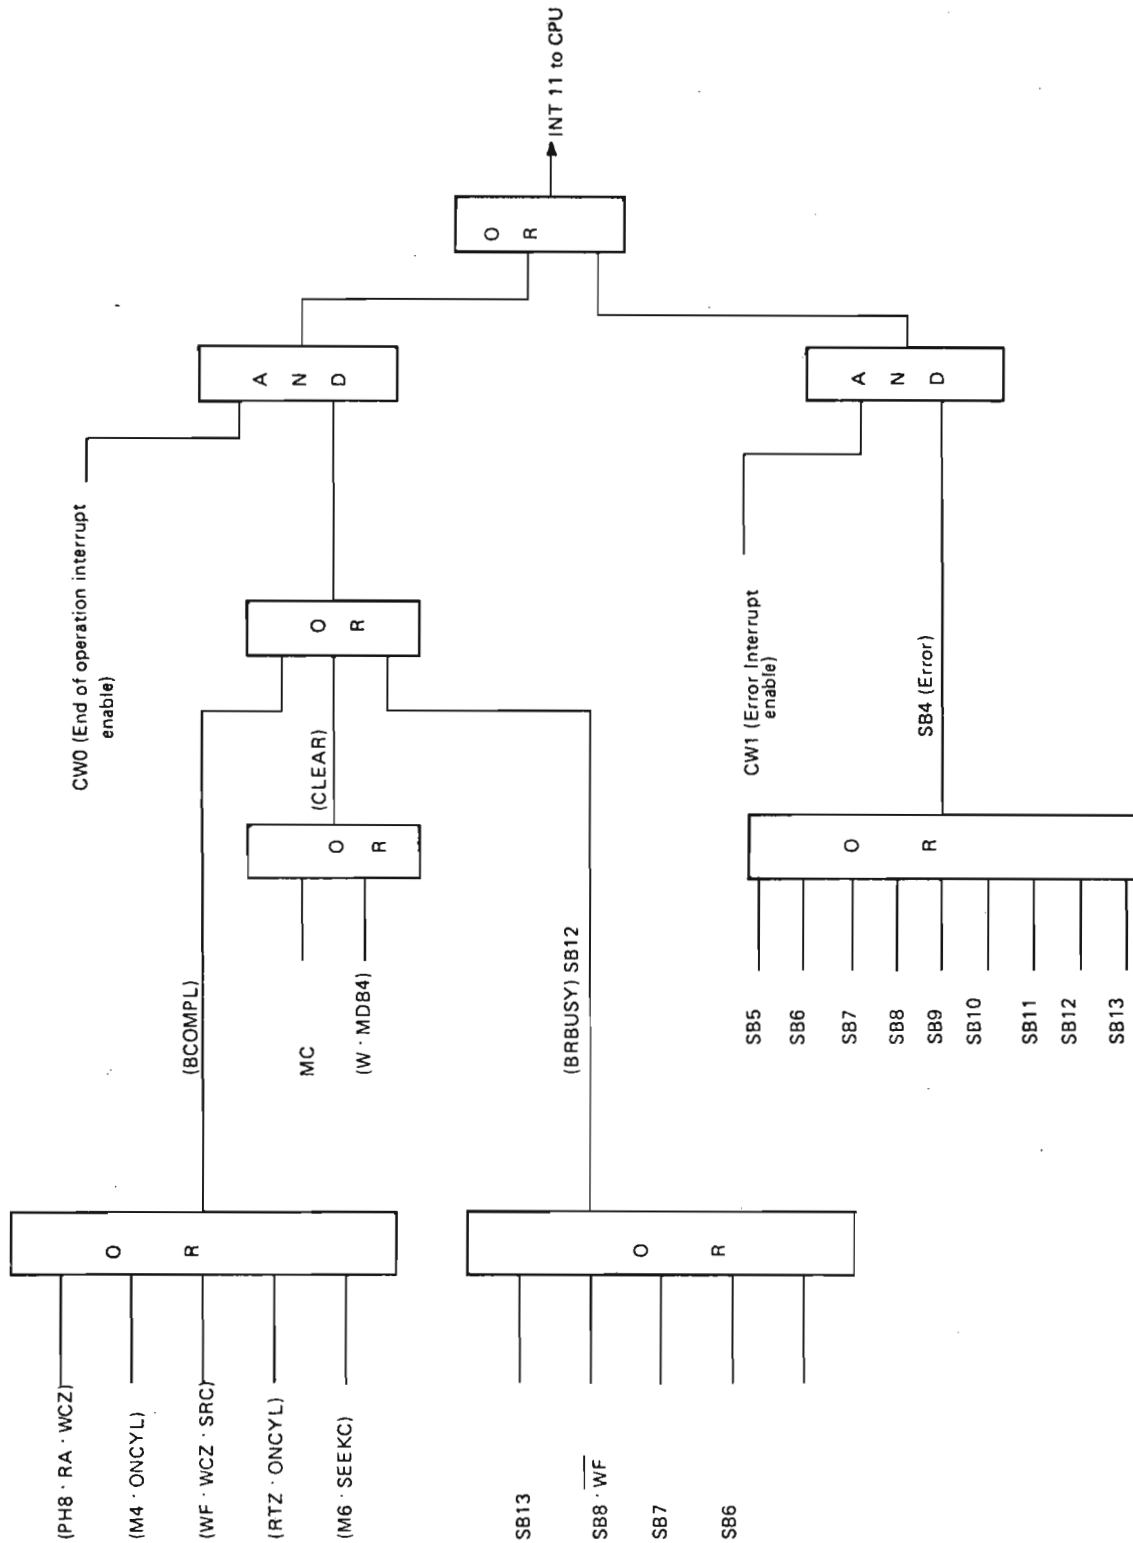 (PH8 · RA · WCZ)
(M4 · ONCYL)
(WF · WCZ · SRC)
(RTZ · ONCYL)
(M6 · SEEKC)
O R
(BCOMPL)
MC
(W · MDB4)
O R
(CLEAR)
SB13
SB8 · W̅F̅
SB7
SB6
O R
(BRBUSY) SB12
O R
CW0 (End of operation interrupt
enable)
A N D
SB5
SB6
SB7
SB8
SB9
SB10
SB11
SB12
SB13
O R
SB4 (Error)
CW1 (Error Interrupt
enable)
A N D
O R
INT 11 to CPU